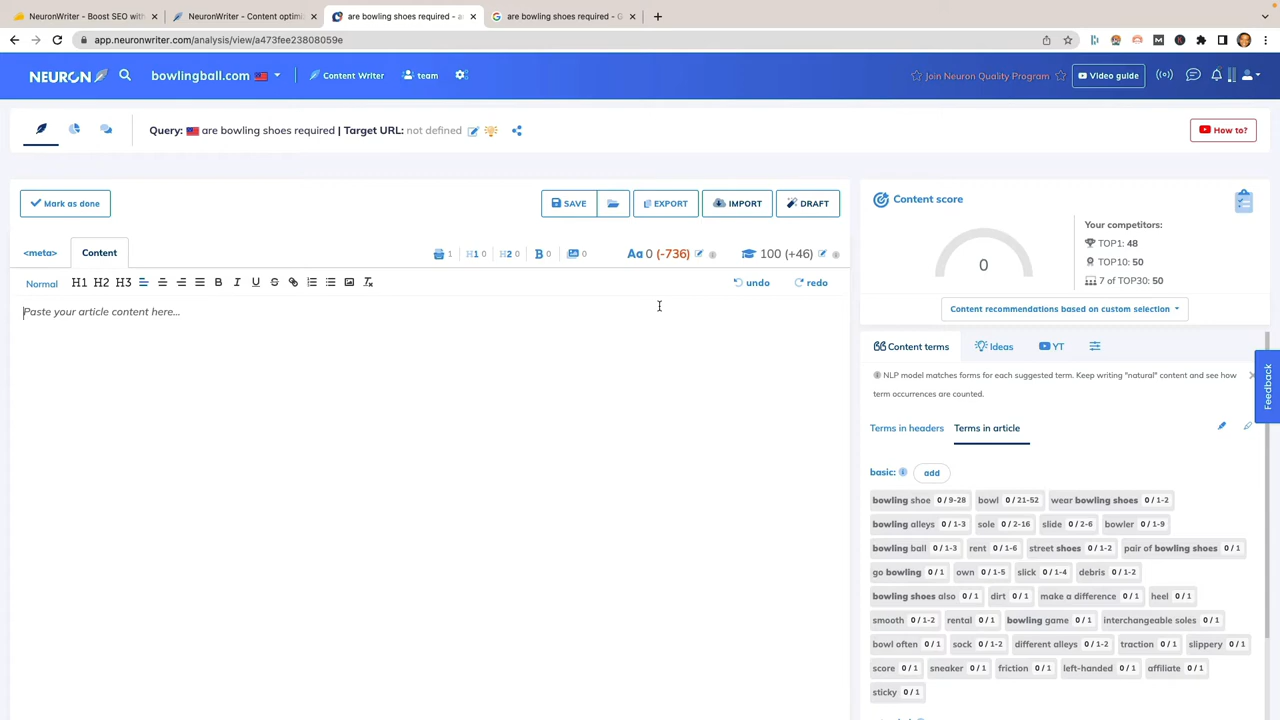 NeuronWriter - Boost SEO with
NeuronWriter - Content optimi
are bowling shoes required - a
are bowling shoes required - G
app.neuronwriter.com/analysis/view/a473fee23808059e
NEURON bowlingball.com Content Writer team Join Neuron Quality Program Video guide
Query: are bowling shoes required | Target URL: not defined How to?
Mark as done SAVE EXPORT IMPORT DRAFT
<meta> Content 1 H1 0 H2 0 B 0 0 Aa 0 (-736) 100 (+46)
Normal H1 H2 H3 B I U S undo redo
Paste your article content here...
Content score
0
Your competitors:
TOP1: 48
TOP10: 50
7 of TOP30: 50
Content recommendations based on custom selection
Content terms Ideas YT
NLP model matches forms for each suggested term. Keep writing "natural" content and see how
term occurrences are counted.
Terms in headers Terms in article
basic: add
bowling shoe 0 / 9-28 bowl 0 / 21-52 wear bowling shoes 0 / 1-2
bowling alleys 0 / 1-3 sole 0 / 2-16 slide 0 / 2-6 bowler 0 / 1-9
bowling ball 0 / 1-3 rent 0 / 1-6 street shoes 0 / 1-2 pair of bowling shoes 0 / 1
go bowling 0 / 1 own 0 / 1-5 slick 0 / 1-4 debris 0 / 1-2
bowling shoes also 0 / 1 dirt 0 / 1 make a difference 0 / 1 heel 0 / 1
smooth 0 / 1-2 rental 0 / 1 bowling game 0 / 1 interchangeable soles 0 / 1
bowl often 0 / 1 sock 0 / 1-2 different alleys 0 / 1-2 traction 0 / 1 slippery 0 / 1
score 0 / 1 sneaker 0 / 1 friction 0 / 1 left-handed 0 / 1 affiliate 0 / 1
sticky 0 / 1
Feedback